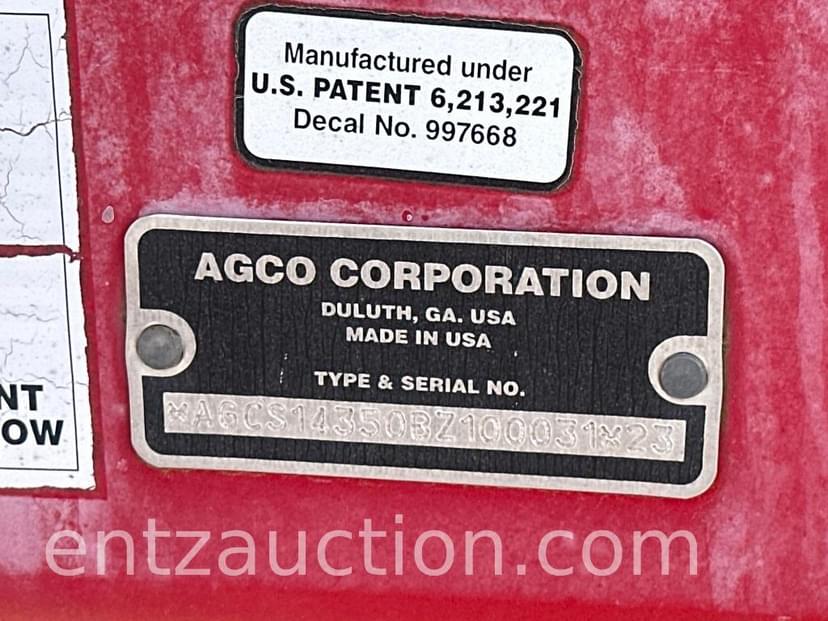 Manufactured under
U.S. PATENT 6,213,221
Decal No. 997668
AGCO CORPORATION
DULUTH, GA. USA
MADE IN USA
TYPE & SERIAL NO.
*AGCS14350BZ100031*23
NT
OW
entzauction.com